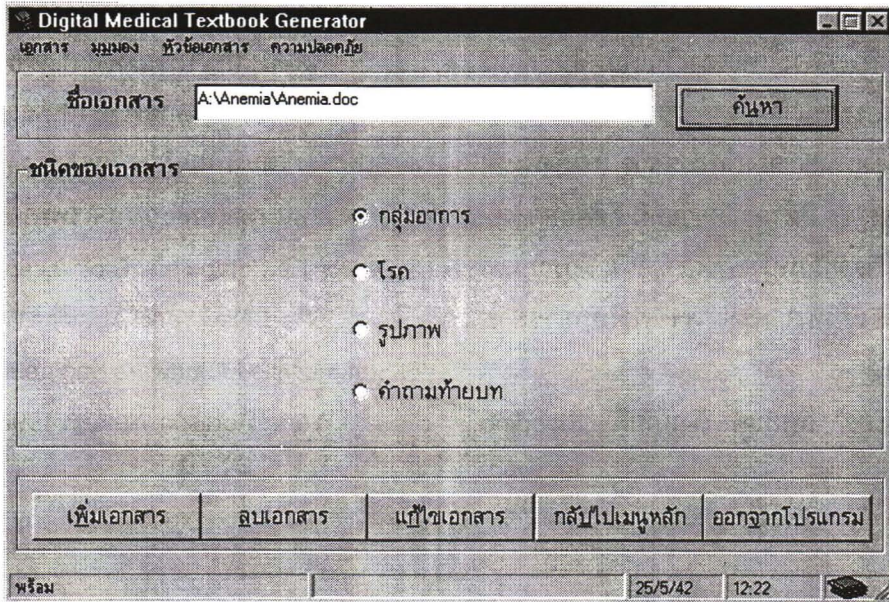 Digital Medical Textbook Generator
เอกสาร มุมมอง หัวข้อเอกสาร ความปลอดภัย
ชื่อเอกสาร A:\Anemia\Anemia.doc ค้นหา
ชนิดของเอกสาร
กลุ่มอาการ
โรค
รูปภาพ
คำถามท้ายบท
เพิ่มเอกสาร ลบเอกสาร แก้ไขเอกสาร กลับไปเมนูหลัก ออกจากโปรแกรม
พร้อม 25/5/42 12:22